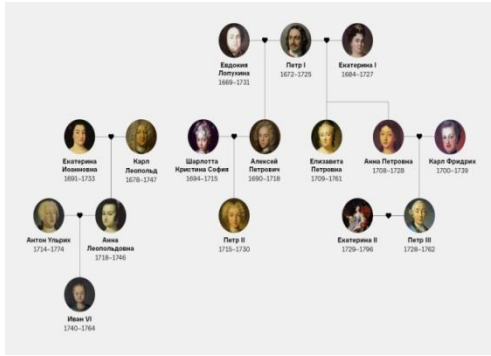 Евдокия
Лопухина
1669–1731
Петр I
1672–1725
Екатерина I
1684–1727
Екатерина
Иоанновна
1691–1733
Карл
Леопольд
1678–1747
Шарлотта
Кристина София
1694–1715
Алексей
Петрович
1690–1718
Елизавета
Петровна
1709–1761
Анна Петровна
1708–1728
Карл Фридрих
1700–1739
Антон Ульрих
1714–1774
Анна
Леопольдовна
1718–1746
Петр II
1715–1730
Екатерина II
1729–1796
Петр III
1728–1762
Иван VI
1740–1764